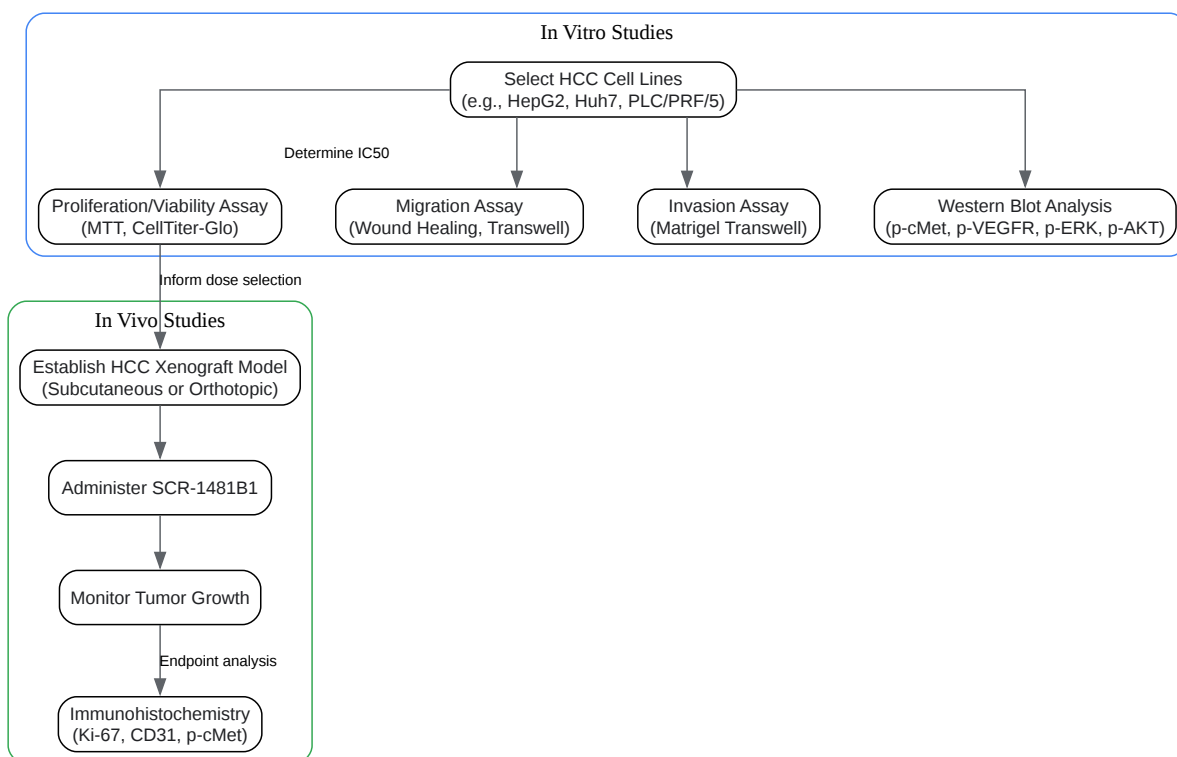 In Vitro Studies
Select HCC Cell Lines
(e.g., HepG2, Huh7, PLC/PRF/5)
Determine IC50
Proliferation/Viability Assay
(MTT, CellTiter-Glo)
Migration Assay
(Wound Healing, Transwell)
Invasion Assay
(Matrigel Transwell)
Western Blot Analysis
(p-cMet, p-VEGFR, p-ERK, p-AKT)
Inform dose selection
In Vivo Studies
Establish HCC Xenograft Model
(Subcutaneous or Orthotopic)
Administer SCR-1481B1
Monitor Tumor Growth
Endpoint analysis
Immunohistochemistry
(Ki-67, CD31, p-cMet)